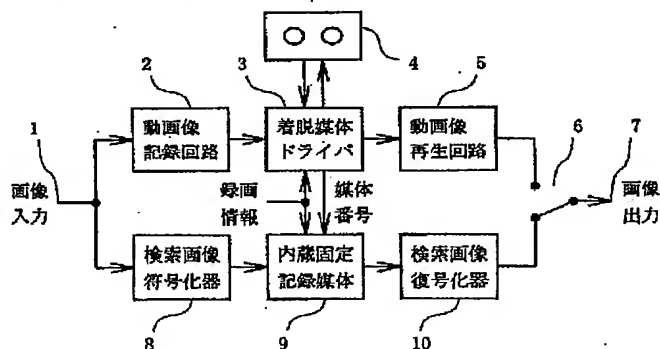 4
2
3
5
1
動画像
記録回路
着脱媒体
ドライバ
動画像
再生回路
6
7
画像
入力
録画
情報
媒体
番号
画像
出力
検索画像
符号化器
内蔵固定
記録媒体
検索画像
復号化器
8
9
10